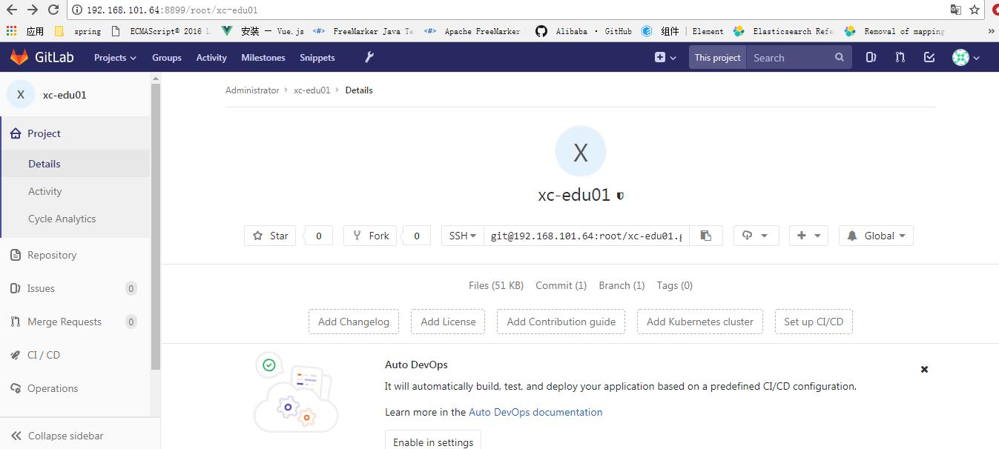 192.168.101.64:8899/root/xc-edu01
应用 spring ECMAScript® 2016 安装 — Vue.js FreeMarker Java Te Apache FreeMarker Alibaba · GitHub 组件 | Element Elasticsearch Refe Removal of mapping »
GitLab Projects Groups Activity Milestones Snippets This project Search
X xc-edu01
Administrator › xc-edu01 › Details
Project
Details
Activity
Cycle Analytics
Repository
Issues 0
Merge Requests 0
CI / CD
Operations
Collapse sidebar
X
xc-edu01
Star 0 Fork 0 SSH git@192.168.101.64:root/xc-edu01.g Global
Files (51 KB) Commit (1) Branch (1) Tags (0)
Add Changelog Add License Add Contribution guide Add Kubernetes cluster Set up CI/CD
Auto DevOps
It will automatically build, test, and deploy your application based on a predefined CI/CD configuration.
Learn more in the Auto DevOps documentation
Enable in settings